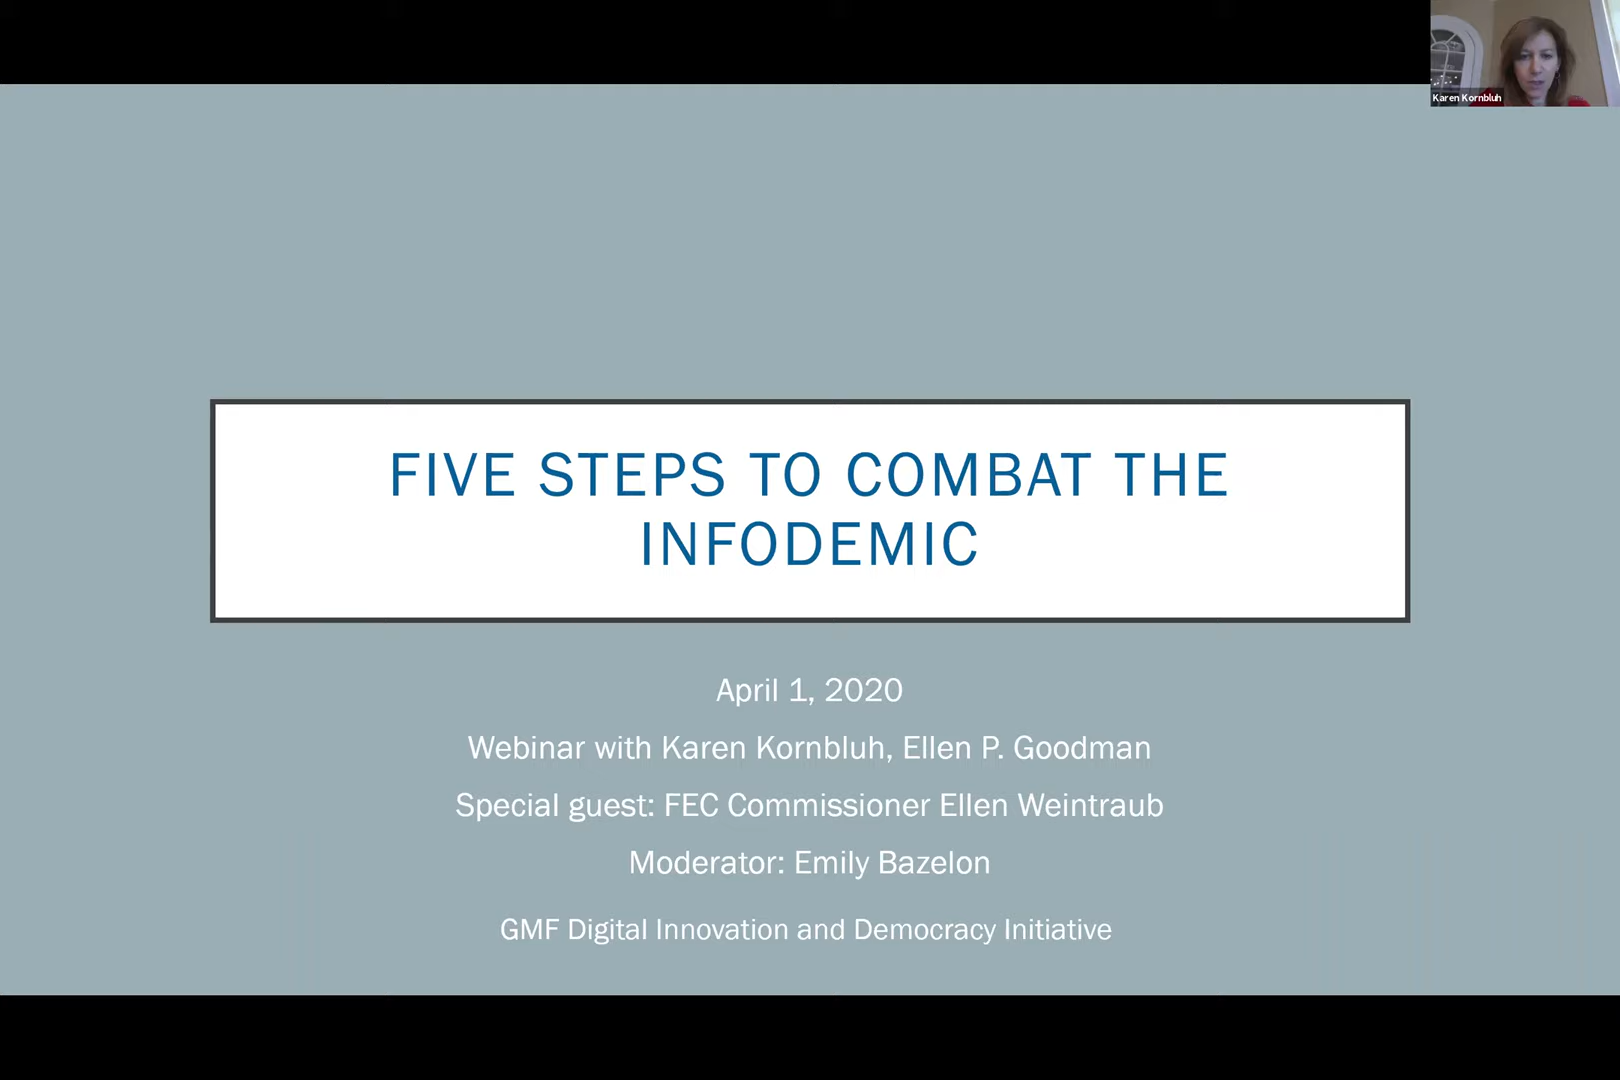 Karen Kornbluh
FIVE STEPS TO COMBAT THE
INFODEMIC
April 1, 2020
Webinar with Karen Kornbluh, Ellen P. Goodman
Special guest: FEC Commissioner Ellen Weintraub
Moderator: Emily Bazelon
GMF Digital Innovation and Democracy Initiative